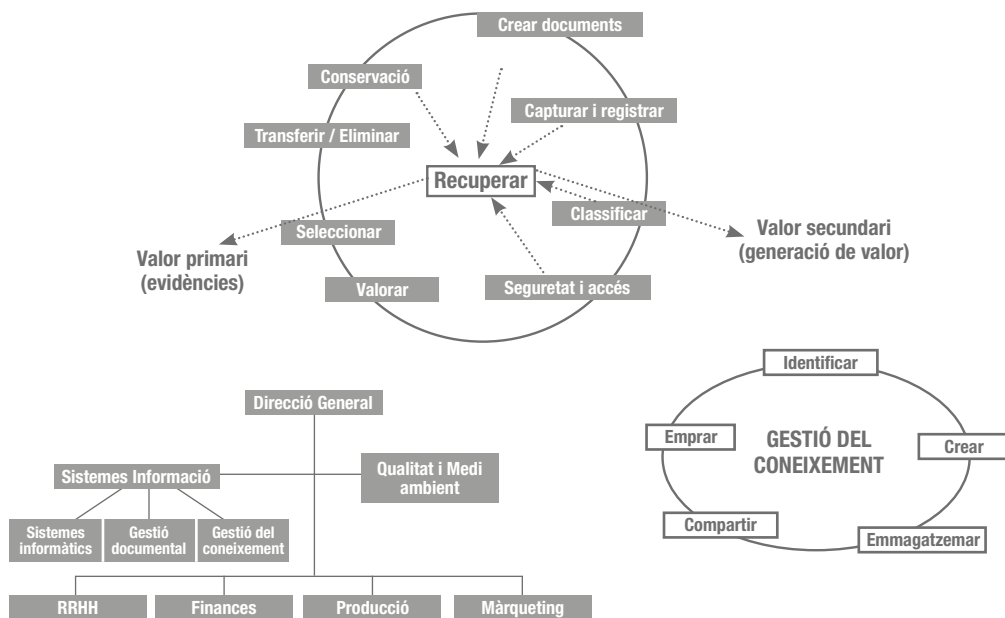 Crear documents
Conservació
Capturar i registrar
Transferir / Eliminar
Recuperar
Classificar
Seleccionar
Valor primari
(evidències)
Valor secundari
(generació de valor)
Valorar
Seguretat i accés
Direcció General
Sistemes Informació
Qualitat i Medi
ambient
Sistemes
informàtics
Gestió
documental
Gestió del
coneixement
RRHH
Finances
Producció
Màrqueting
Identificar
Emprar
GESTIÓ DEL
CONEIXEMENT
Crear
Compartir
Emmagatzemar